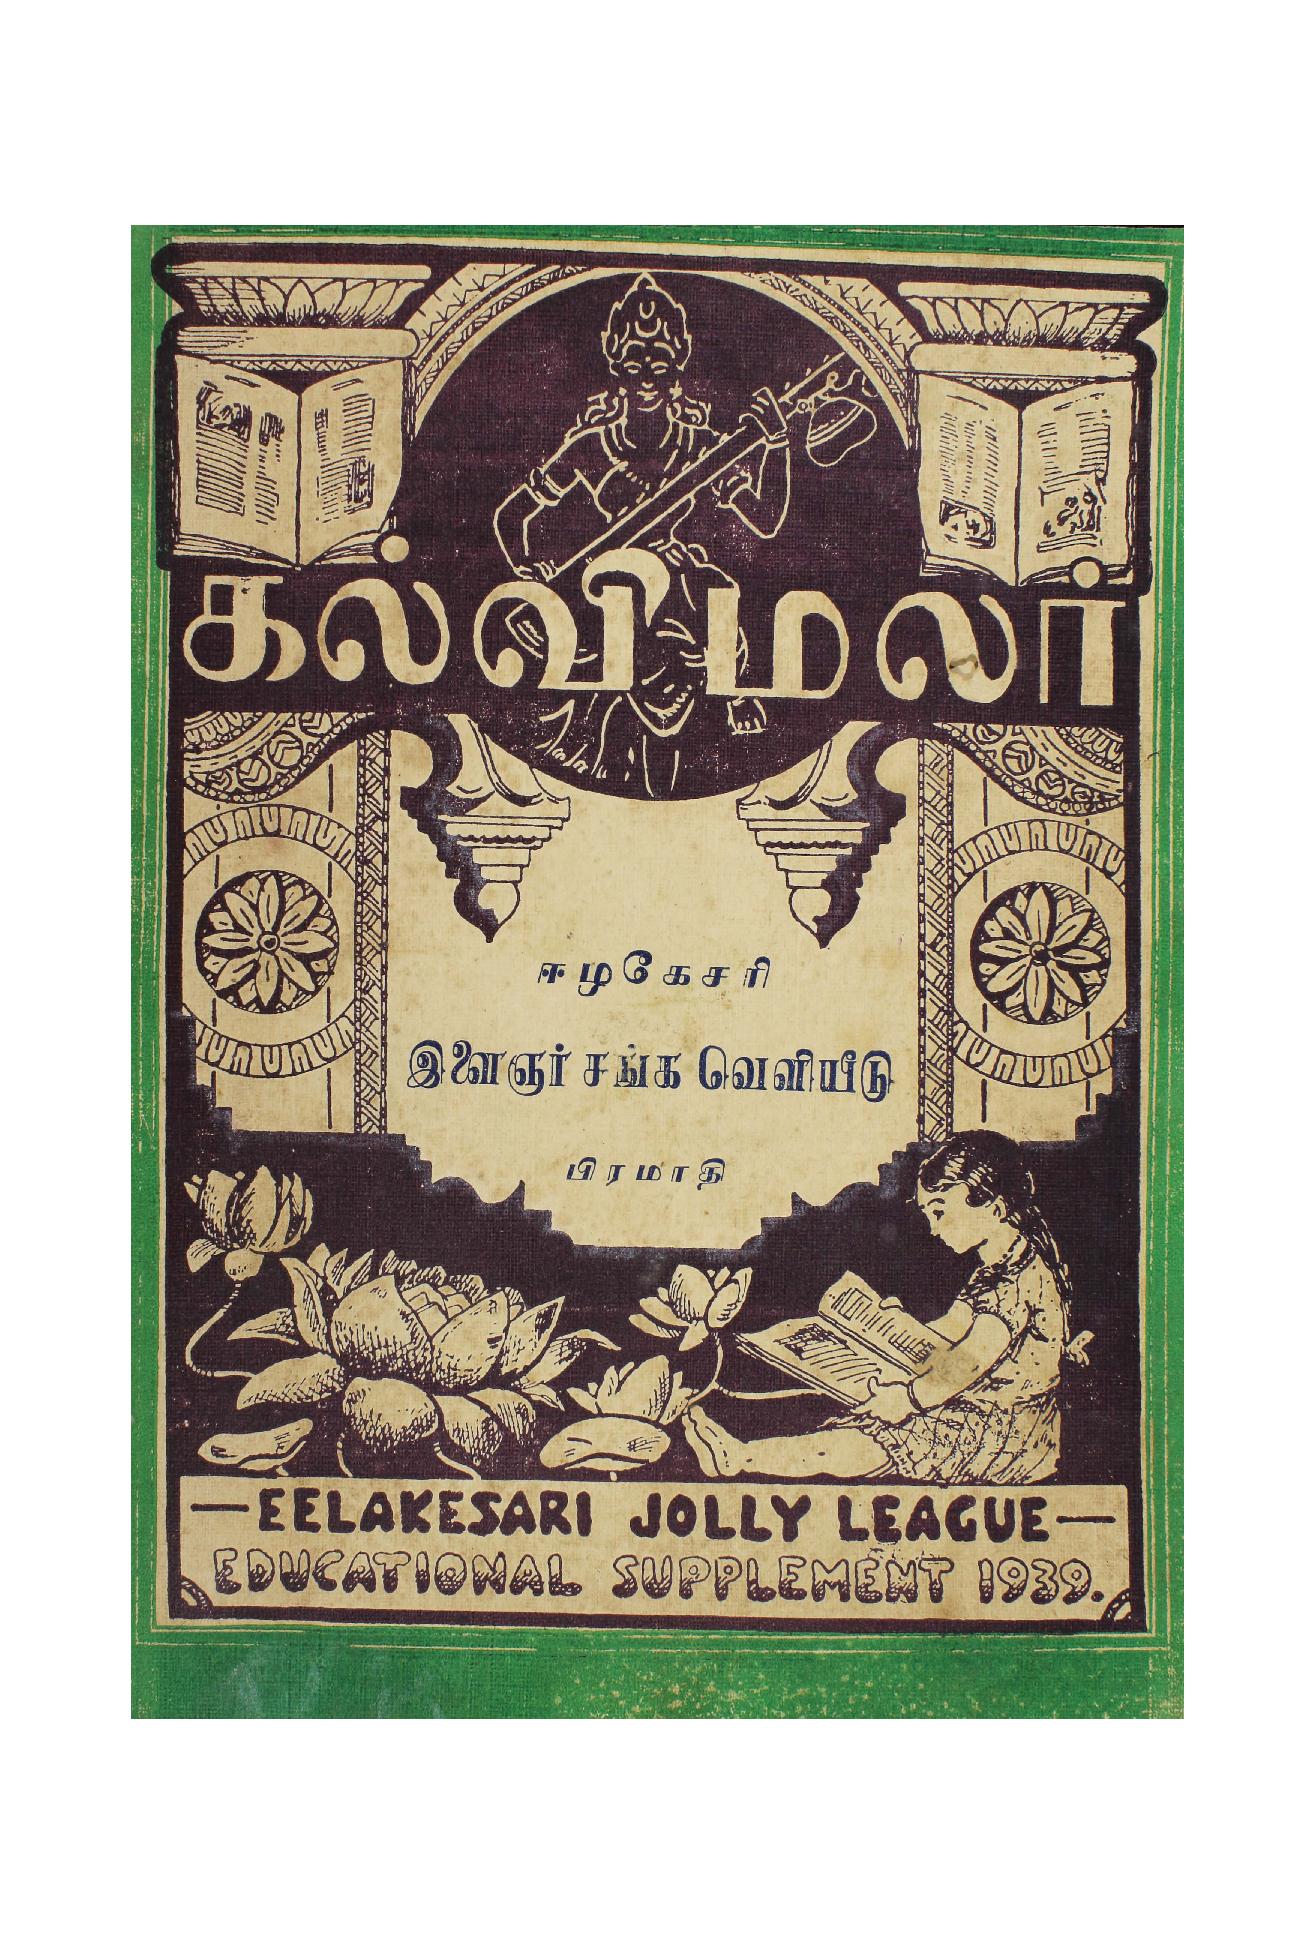 கல்விமலர்
ஈழகேசரி
இளைஞர் சங்க வெளியீடு
பிரமாதி
—EELAKESARI JOLLY LEAGUE—
EDUCATIONAL SUPPLEMENT 1939.